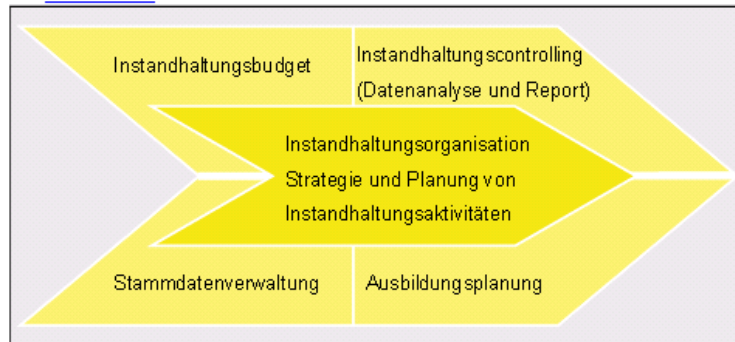 Instandhaltungsbudget
Instandhaltungscontrolling
(Datenanalyse und Report)
Instandhaltungsorganisation
Strategie und Planung von
Instandhaltungsaktivitäten
Stammdatenverwaltung
Ausbildungsplanung